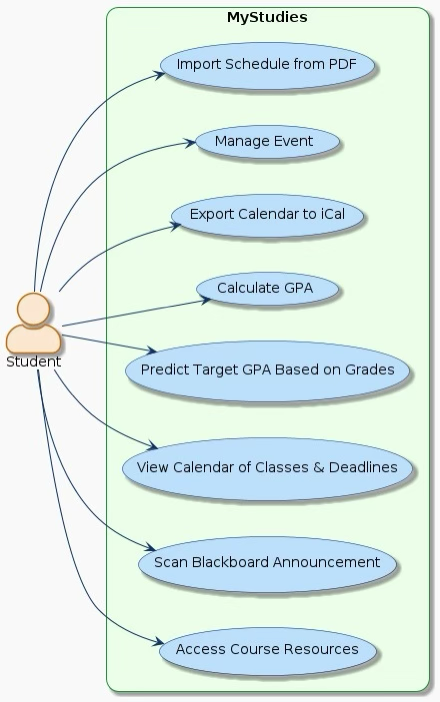 MyStudies
Import Schedule from PDF
Manage Event
Export Calendar to iCal
Calculate GPA
Student
Predict Target GPA Based on Grades
View Calendar of Classes & Deadlines
Scan Blackboard Announcement
Access Course Resources